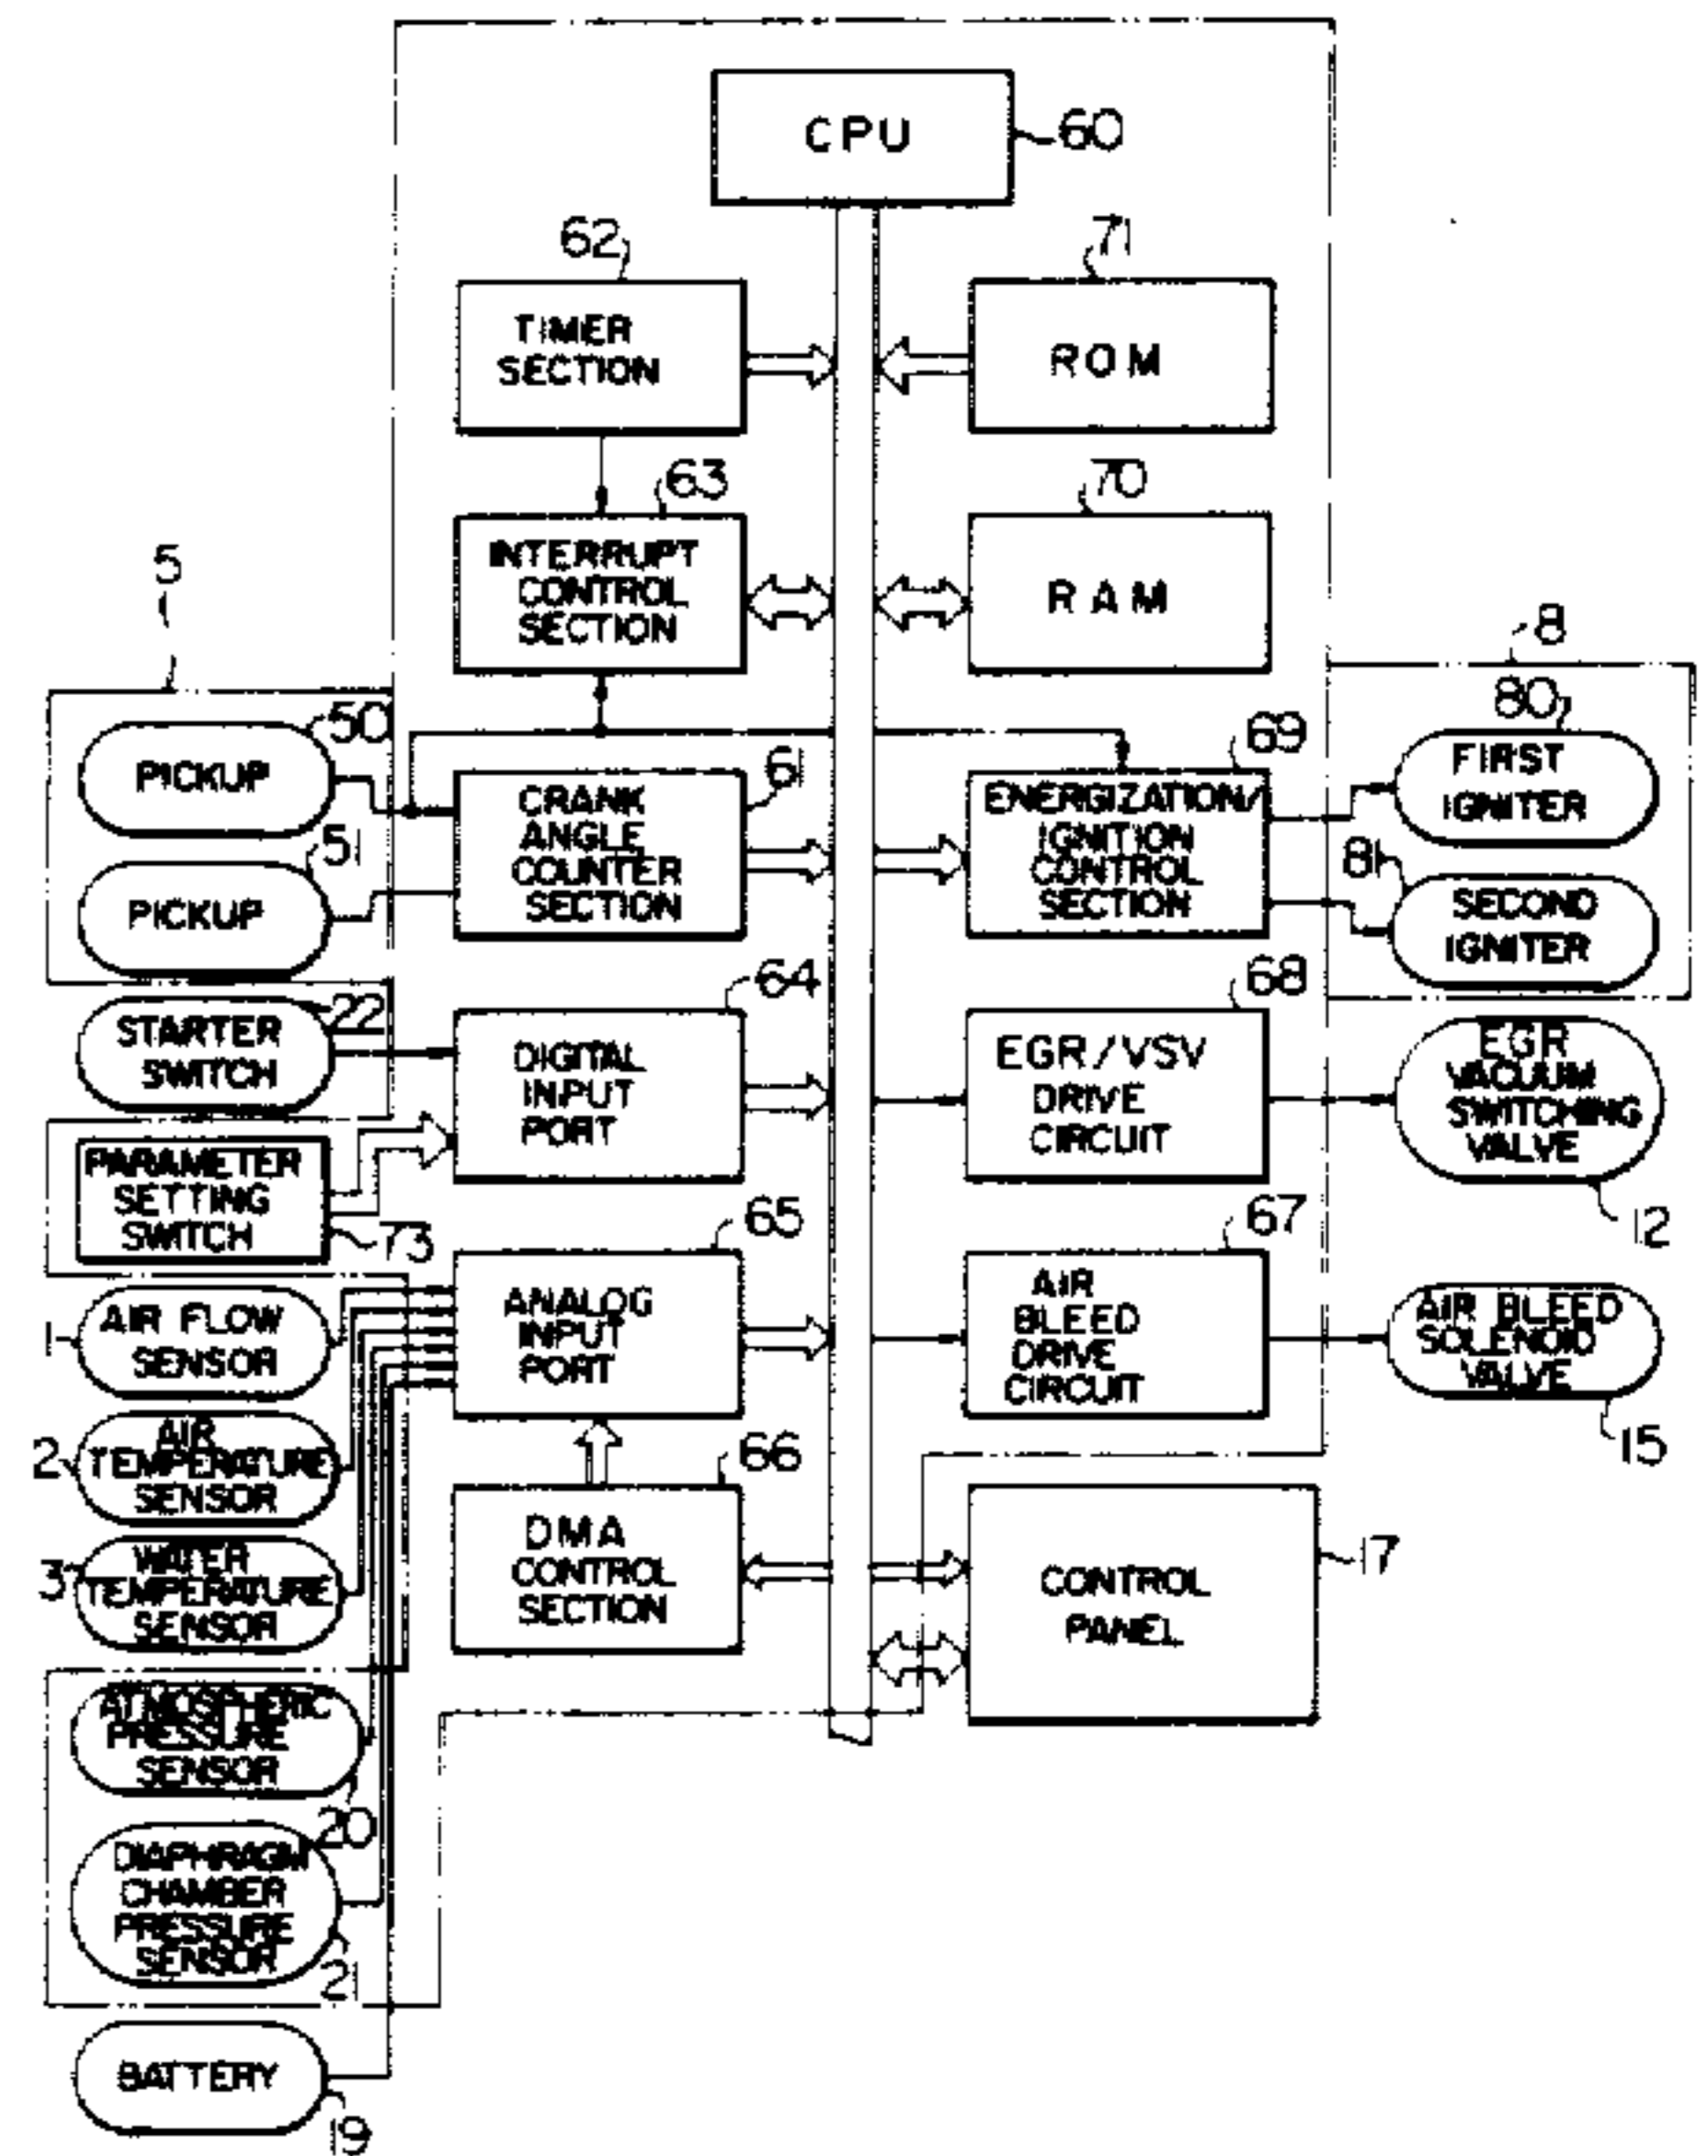 CPU
60
62
71
TIMER
SECTION
ROM
63
70
INTERRUPT
CONTROL
SECTION
RAM
5
8
50
PICKUP
80
FIRST
IGNITER
61
CRANK
ANGLE
COUNTER
SECTION
69
ENERGIZATION/
IGNITION
CONTROL
SECTION
51
PICKUP
81
SECOND
IGNITER
22
STARTER
SWITCH
64
DIGITAL
INPUT
PORT
68
EGR/VSV
DRIVE
CIRCUIT
EGR
VACUUM
SWITCHING
VALVE
12
PARAMETER
SETTING
SWITCH
73
65
ANALOG
INPUT
PORT
67
AIR
BLEED
DRIVE
CIRCUIT
AIR BLEED
SOLENOID
VALVE
15
1
AIR FLOW
SENSOR
2
AIR
TEMPERATURE
SENSOR
66
DMA
CONTROL
SECTION
CONTROL
PANEL
17
3
WATER
TEMPERATURE
SENSOR
ATMOSPHERIC
PRESSURE
SENSOR
20
DIAPHRAGM
CHAMBER
PRESSURE
SENSOR
21
BATTERY
19